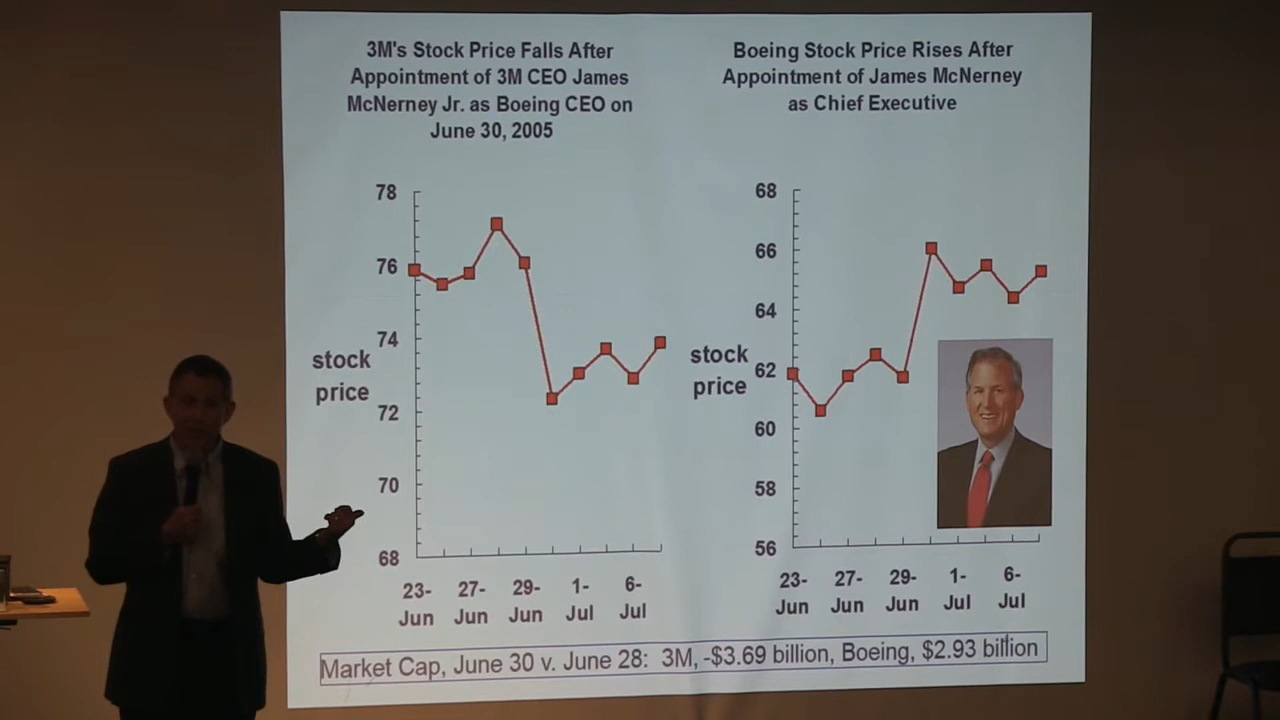 3M's Stock Price Falls After
Appointment of 3M CEO James
McNerney Jr. as Boeing CEO on
June 30, 2005
78
76
74
72
70
68
stock
price
23-
Jun
27-
Jun
29-
Jun
1-
Jul
6-
Jul
Boeing Stock Price Rises After
Appointment of James McNerney
as Chief Executive
68
66
64
62
60
58
56
stock
price
23-
Jun
27-
Jun
29-
Jun
1-
Jul
6-
Jul
Market Cap, June 30 v. June 28: 3M, -$3.69 billion, Boeing, $2.93 billion